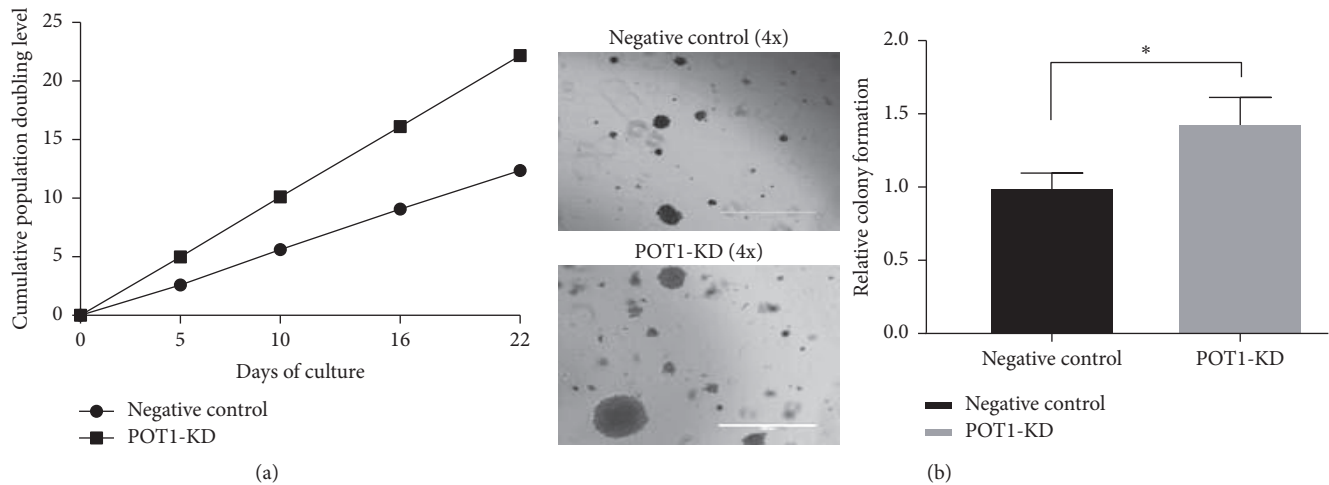 Cumulative population doubling level
25
20
15
10
5
0
0 5 10 16 22
Days of culture
Negative control
POT1-KD
(a)
Negative control (4x)
POT1-KD (4x)
Relative colony formation
2.0
1.5
1.0
0.5
0.0
*
Negative control POT1-KD
Negative control
POT1-KD
(b)